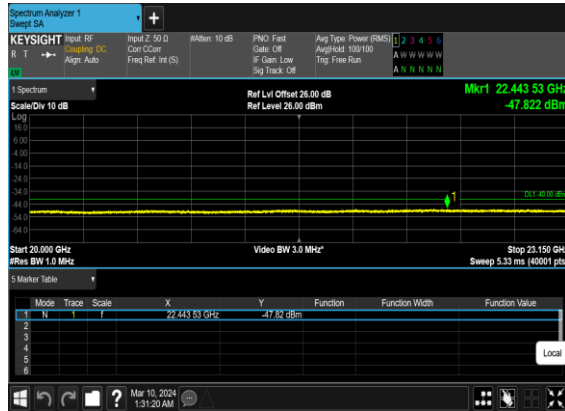 Spectrum Analyzer 1
Swept SA
+
KEYSIGHT Input: RF Input Z: 50 Ω #Atten: 10 dB PNO: Fast Avg Type: Power (RMS) 1 2 3 4 5 6
R T Coupling: DC Corr CCorr Gate: Off Avg|Hold: 100/100 A W W W W W
Align: Auto Freq Ref: Int (S) IF Gain: Low Trig: Free Run
Sig Track: Off A N N N N N
LXI
1 Spectrum Ref Lvl Offset 26.00 dB Mkr1 22.443 53 GHz
Scale/Div 10 dB Ref Level 26.00 dBm -47.822 dBm
Log
16.0
6.00
-4.00
-14.0
-24.0
-34.0 1 DL1 -40.00 dBm
-44.0
-54.0
-64.0
Start 20.000 GHz Video BW 3.0 MHz* Stop 23.150 GHz
#Res BW 1.0 MHz Sweep 5.33 ms (40001 pts)
5 Marker Table
Mode Trace Scale X Y Function Function Width Function Value
1 N 1 f 22.443 53 GHz -47.82 dBm
2
3
4
5
6
Local
? Mar 10, 2024
1:31:20 AM